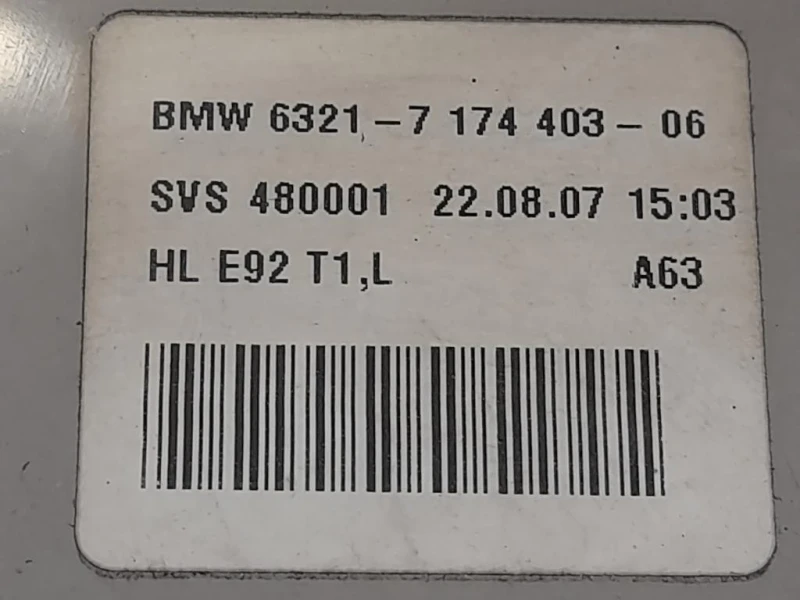 BMW 6321-7 174 403-06
SVS 480001 22.08.07 15:03
HL E92 T1,L A63